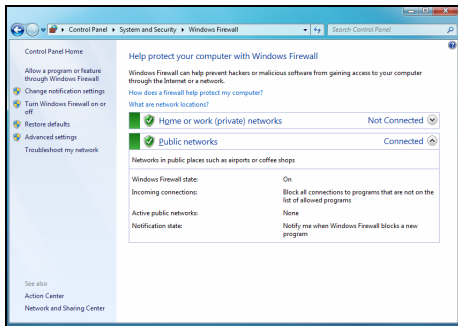 Control Panel ▸ System and Security ▸ Windows Firewall
Search Control Panel
Control Panel Home
Allow a program or feature
through Windows Firewall
Change notification settings
Turn Windows Firewall on or
off
Restore defaults
Advanced settings
Troubleshoot my network
See also
Action Center
Network and Sharing Center
Help protect your computer with Windows Firewall
Windows Firewall can help prevent hackers or malicious software from gaining access to your computer
through the Internet or a network.
How does a firewall help protect my computer?
What are network locations?
Home or work (private) networks Not Connected
Public networks Connected
Networks in public places such as airports or coffee shops
Windows Firewall state: On
Incoming connections: Block all connections to programs that are not on the
list of allowed programs
Active public networks: None
Notification state: Notify me when Windows Firewall blocks a new
program